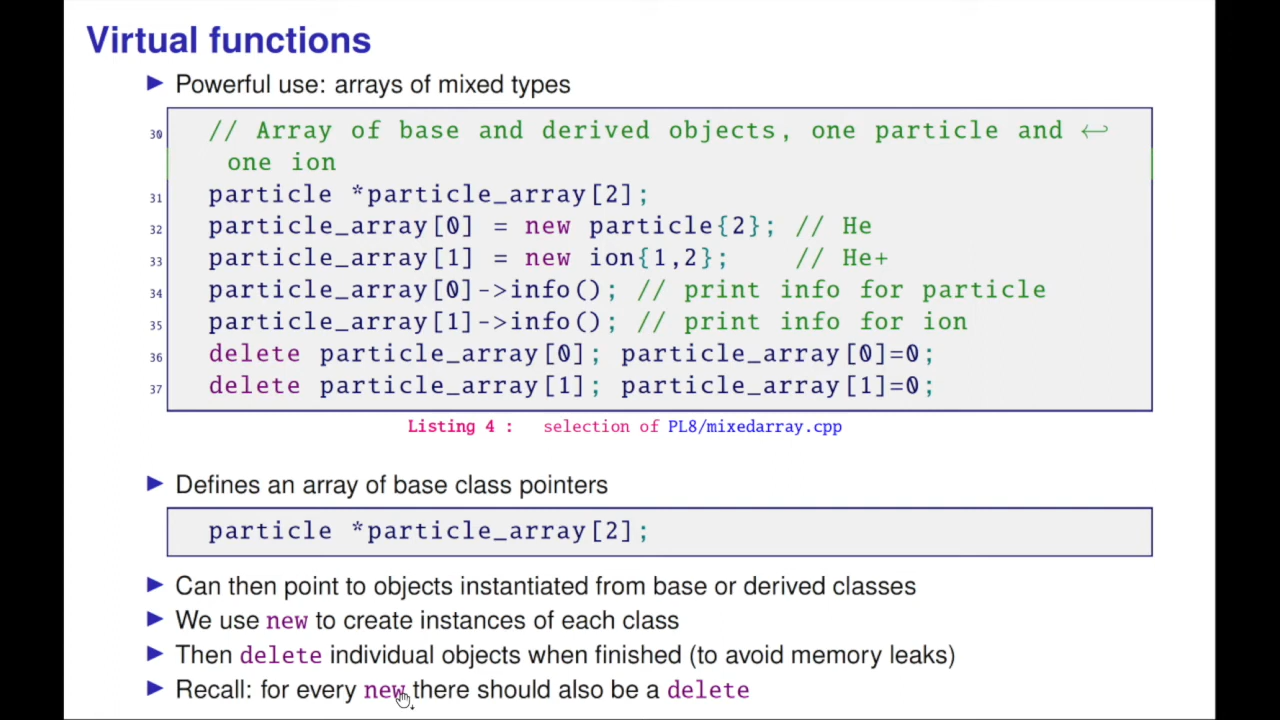 Virtual functions
▶ Powerful use: arrays of mixed types
30 // Array of base and derived objects, one particle and ↩
one ion
31 particle *particle_array[2];
32 particle_array[0] = new particle{2}; // He
33 particle_array[1] = new ion{1,2}; // He+
34 particle_array[0]->info(); // print info for particle
35 particle_array[1]->info(); // print info for ion
36 delete particle_array[0]; particle_array[0]=0;
37 delete particle_array[1]; particle_array[1]=0;
Listing 4 : selection of PL8/mixedarray.cpp
▶ Defines an array of base class pointers
particle *particle_array[2];
▶ Can then point to objects instantiated from base or derived classes
▶ We use new to create instances of each class
▶ Then delete individual objects when finished (to avoid memory leaks)
▶ Recall: for every new there should also be a delete